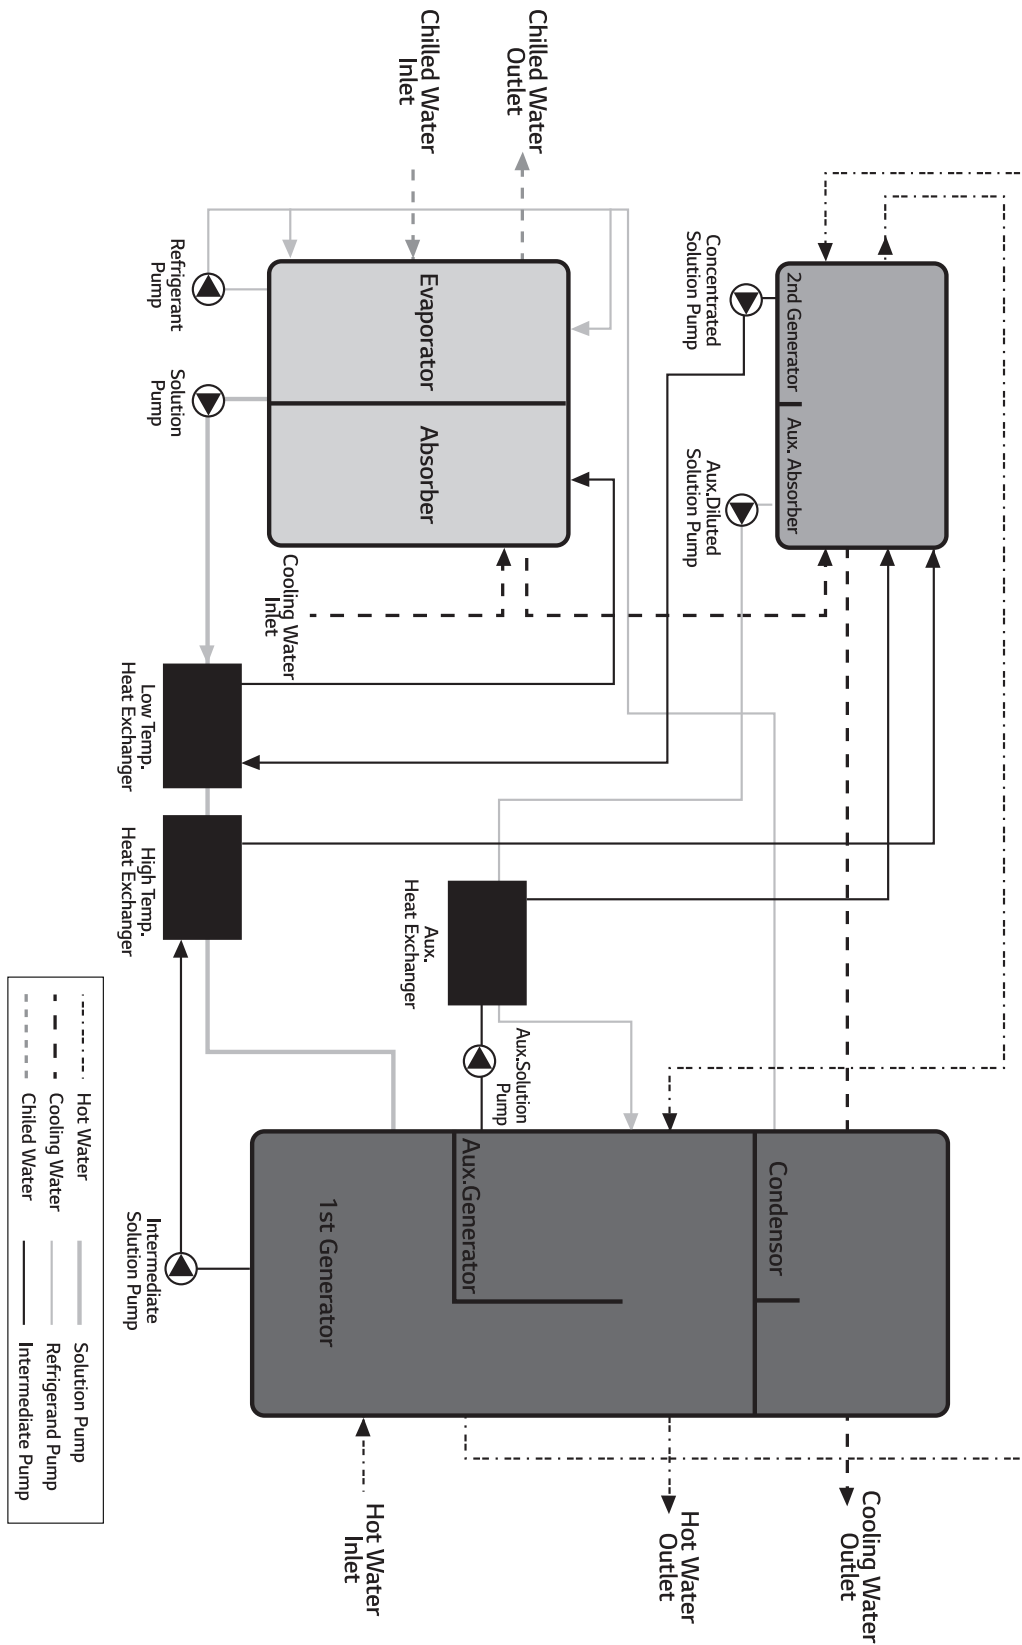 Chilled Water
Outlet
Chilled Water
Inlet
2nd Generator
Aux. Absorber
Concentrated
Solution Pump
Aux.Diluted
Solution Pump
Evaporator
Absorber
Refrigerant
Pump
Solution
Pump
Cooling Water
Inlet
Low Temp.
Heat Exchanger
High Temp.
Heat Exchanger
Aux.
Heat Exchanger
Aux.Solution
Pump
Condensor
Aux.Generator
1st Generator
Intermediate
Solution Pump
Cooling Water
Outlet
Hot Water
Outlet
Hot Water
Inlet
Hot Water
Cooling Water
Chiled Water
Solution Pump
Refrigerand Pump
Intermediate Pump